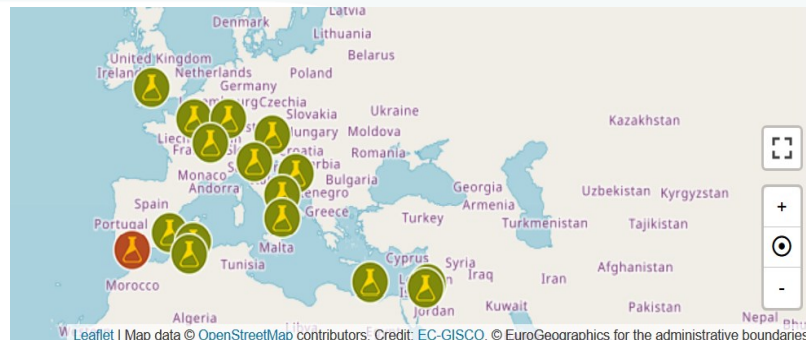 Latvia
Denmark
Lithuania
United Kingdom
Belarus
Ireland
Netherlands
Poland
Germany
Czechia
Slovakia
Ukraine
Kazakhstan
Moldova
Romania
Monaco
Andorra
Bulgaria
Georgia
Uzbekistan
Kyrgyzstan
Spain
Armenia
Greece
Turkey
Portugal
Turkmenistan
Tajikistan
Malta
Cyprus
Syria
Tunisia
Iraq
Iran
Afghanistan
Morocco
Jordan
Kuwait
Pakistan
Algeria
Libya
Nepal
+
-
Leaflet | Map data © OpenStreetMap contributors. Credit: EC-GISCO, © EuroGeographics for the administrative boundaries